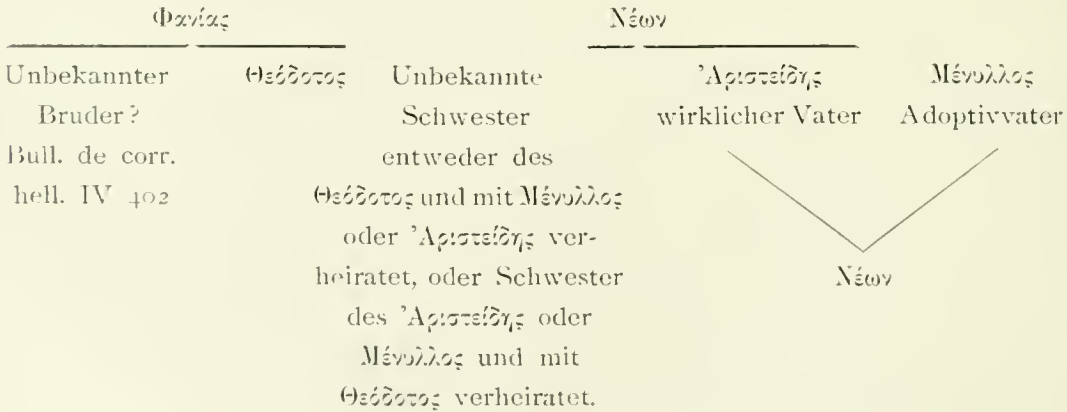 Φανίας Νέων
Unbekannter Θεόδοτος Unbekannte Ἀριστείδης Μένυλλος
Bruder? Schwester wirklicher Vater Adoptivvater
Bull. de corr. entweder des
hell. IV 402 Θεόδοτος und mit Μένυλλος
oder Ἀριστείδης ver-
heiratet, oder Schwester Νέων
des Ἀριστείδης oder
Μένυλλος und mit
Θεόδοτος verheiratet.